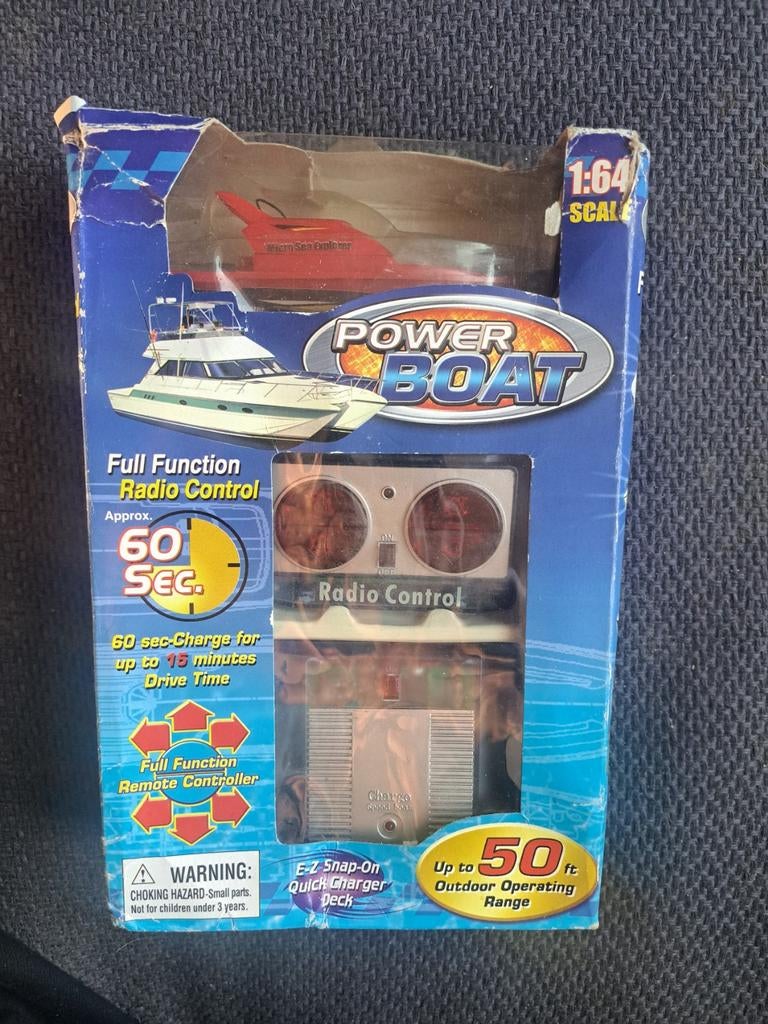 1:64
SCALE
Micro Sea Explorer
POWER
BOAT
Full Function
Radio Control
Approx.
60
SEC.
60 sec-Charge for
up to 15 minutes
Drive Time
ON
OFF
Radio Control
Full Function
Remote Controller
Charge
speed boat
WARNING:
CHOKING HAZARD-Small parts.
Not for children under 3 years.
E-Z Snap-On
Quick Charger
Deck
Up to 50 ft
Outdoor Operating
Range